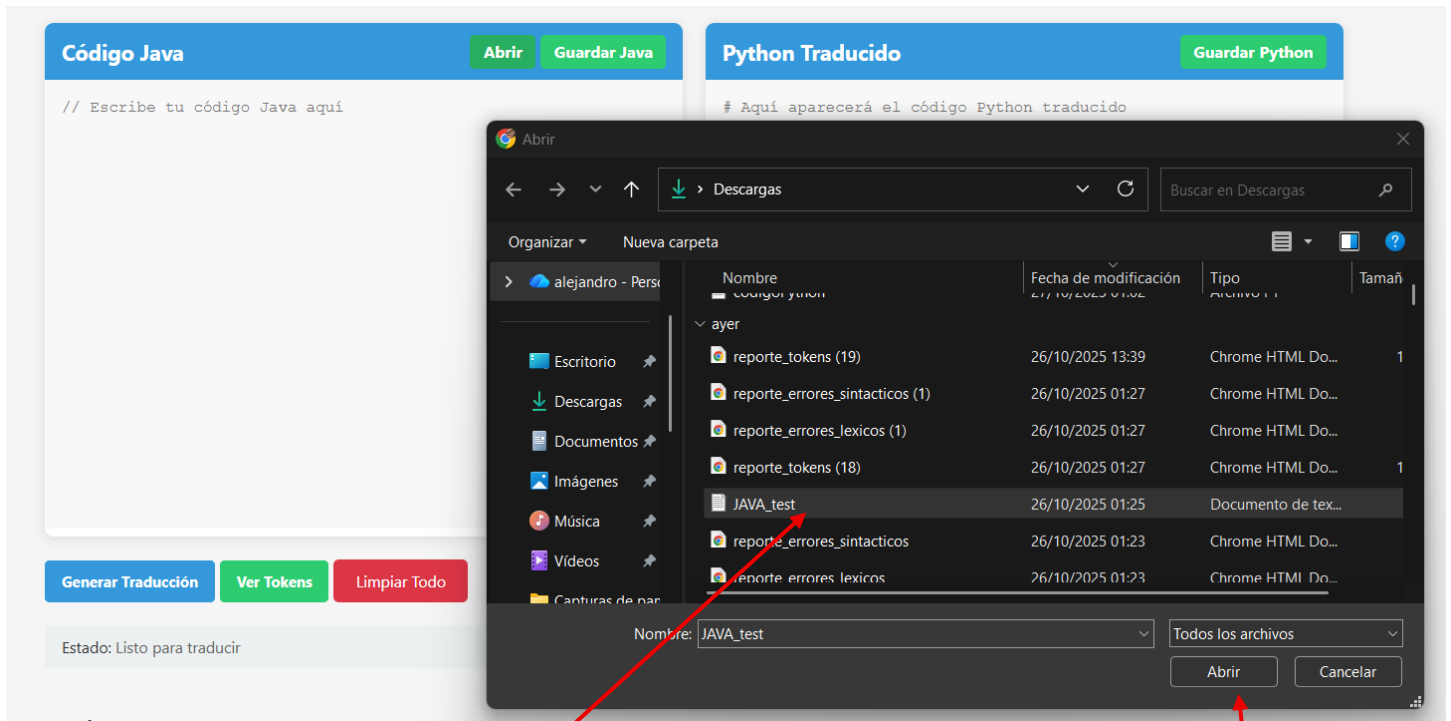 Código Java Abrir Guardar Java Python Traducido Guardar Python
// Escribe tu código Java aquí # Aquí aparecerá el código Python traducido
Abrir
Descargas Buscar en Descargas
Organizar Nueva carpeta
alejandro - Perso Nombre Fecha de modificación Tipo Tamañ
ayer
Escritorio reporte_tokens (19) 26/10/2025 13:39 Chrome HTML Do... 1
Descargas reporte_errores_sintacticos (1) 26/10/2025 01:27 Chrome HTML Do...
Documentos reporte_errores_lexicos (1) 26/10/2025 01:27 Chrome HTML Do...
Imágenes reporte_tokens (18) 26/10/2025 01:27 Chrome HTML Do... 1
Música JAVA_test 26/10/2025 01:25 Documento de tex...
Vídeos reporte_errores_sintacticos 26/10/2025 01:23 Chrome HTML Do...
Capturas de pan reporte_errores_lexicos 26/10/2025 01:23 Chrome HTML Do...
Generar Traducción Ver Tokens Limpiar Todo
Nombre: JAVA_test Todos los archivos
Estado: Listo para traducir
Abrir Cancelar